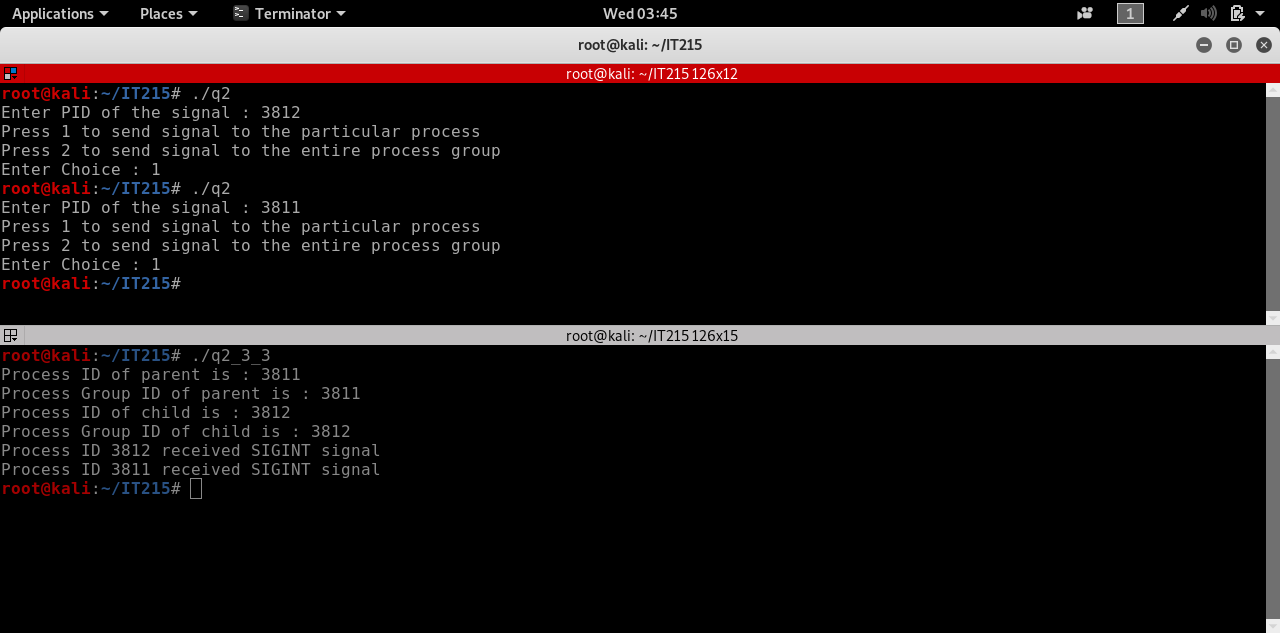 Applications Places Terminator Wed 03:45 1
root@kali: ~/IT215
root@kali: ~/IT215 126x12
root@kali:~/IT215# ./q2
Enter PID of the signal : 3812
Press 1 to send signal to the particular process
Press 2 to send signal to the entire process group
Enter Choice : 1
root@kali:~/IT215# ./q2
Enter PID of the signal : 3811
Press 1 to send signal to the particular process
Press 2 to send signal to the entire process group
Enter Choice : 1
root@kali:~/IT215#
root@kali: ~/IT215 126x15
root@kali:~/IT215# ./q2_3_3
Process ID of parent is : 3811
Process Group ID of parent is : 3811
Process ID of child is : 3812
Process Group ID of child is : 3812
Process ID 3812 received SIGINT signal
Process ID 3811 received SIGINT signal
root@kali:~/IT215#